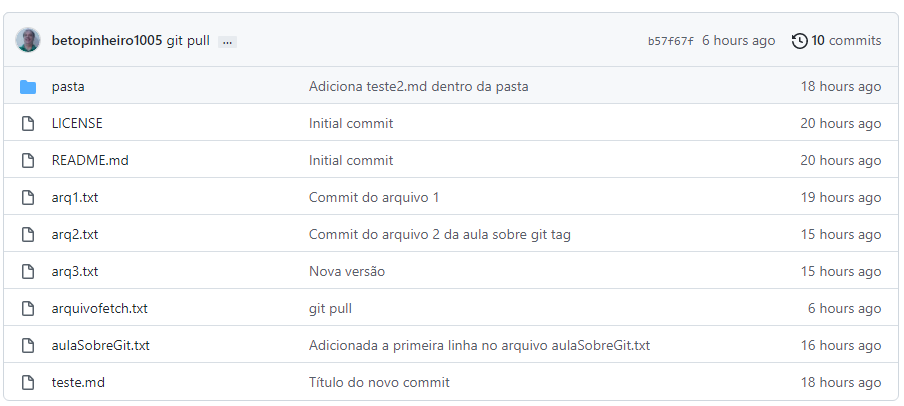 betopinheiro1005 git pull ... b57f67f 6 hours ago 10 commits
pasta Adiciona teste2.md dentro da pasta 18 hours ago
LICENSE Initial commit 20 hours ago
README.md Initial commit 20 hours ago
arq1.txt Commit do arquivo 1 19 hours ago
arq2.txt Commit do arquivo 2 da aula sobre git tag 15 hours ago
arq3.txt Nova versão 15 hours ago
arquivofetch.txt git pull 6 hours ago
aulaSobreGit.txt Adicionada a primeira linha no arquivo aulaSobreGit.txt 16 hours ago
teste.md Título do novo commit 18 hours ago